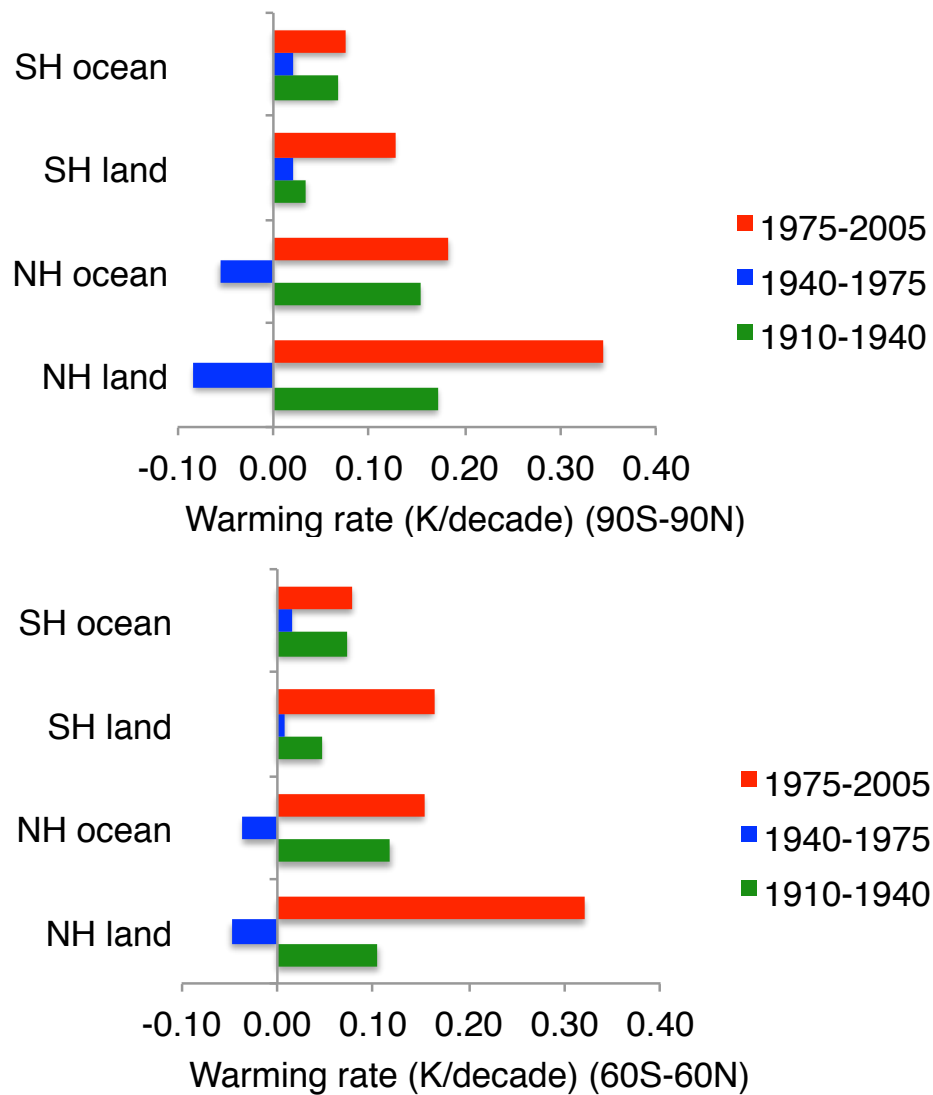 SH ocean
SH land
NH ocean
NH land
1975-2005
1940-1975
1910-1940
-0.10 0.00 0.10 0.20 0.30 0.40
Warming rate (K/decade) (90S-90N)
SH ocean
SH land
NH ocean
NH land
1975-2005
1940-1975
1910-1940
-0.10 0.00 0.10 0.20 0.30 0.40
Warming rate (K/decade) (60S-60N)